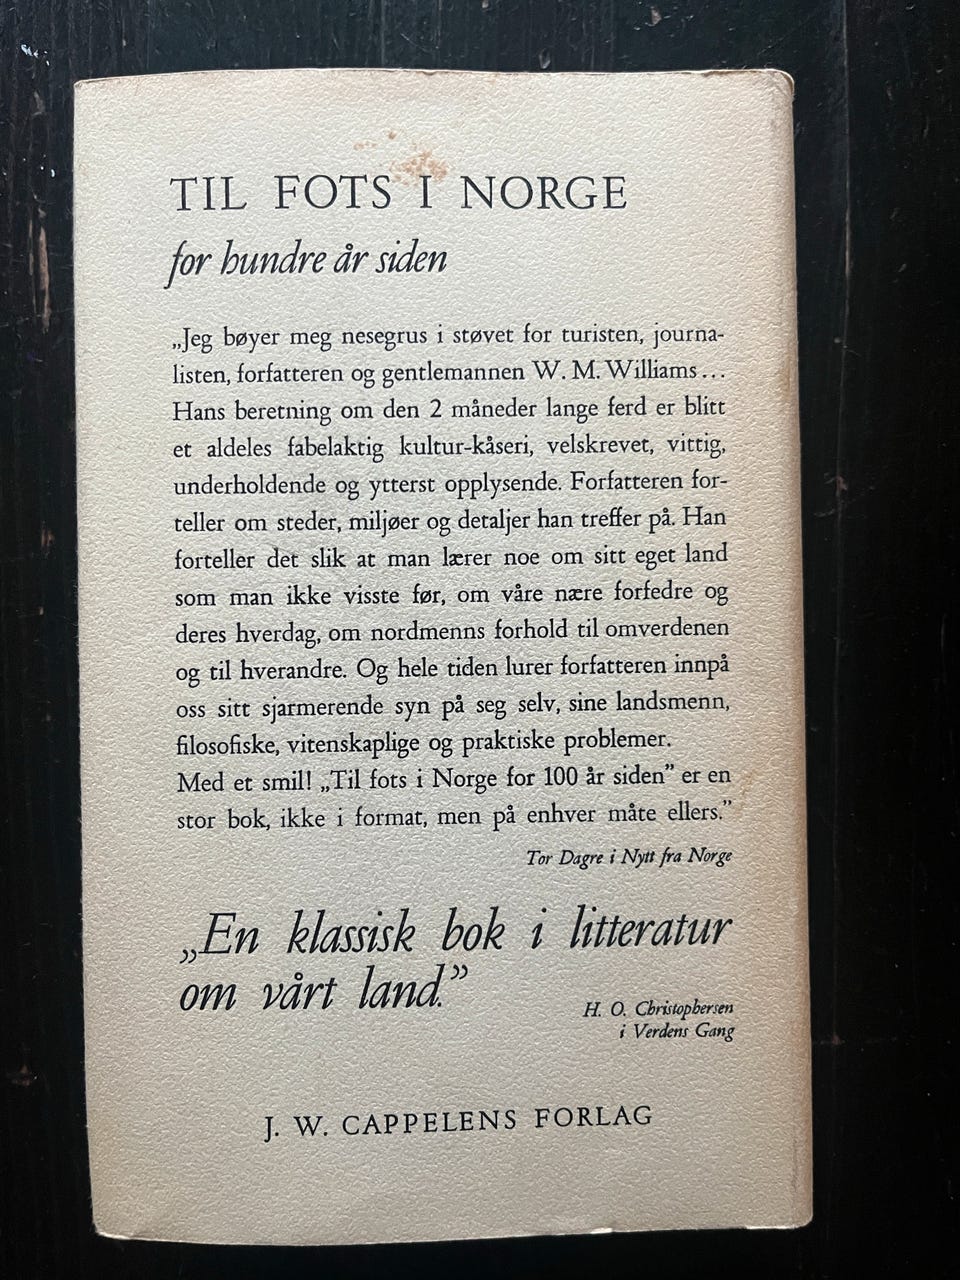 TIL FOTS I NORGE
for hundre år siden
„Jeg bøyer meg nesegrus i støvet for turisten, journa-
listen, forfatteren og gentlemannen W. M. Williams...
Hans beretning om den 2 måneder lange ferd er blitt
et aldeles fabelaktig kultur-kåseri, velskrevet, vittig,
underholdende og ytterst opplysende. Forfatteren for-
teller om steder, miljøer og detaljer han treffer på. Han
forteller det slik at man lærer noe om sitt eget land
som man ikke visste før, om våre nære forfedre og
deres hverdag, om nordmenns forhold til omverdenen
og til hverandre. Og hele tiden lurer forfatteren innpå
oss sitt sjarmerende syn på seg selv, sine landsmenn,
filosofiske, vitenskaplige og praktiske problemer.
Med et smil! „Til fots i Norge for 100 år siden” er en
stor bok, ikke i format, men på enhver måte ellers.”
Tor Dagre i Nytt fra Norge
„En klassisk bok i litteratur
om vårt land.”
H. O. Christophersen
i Verdens Gang
J. W. CAPPELENS FORLAG